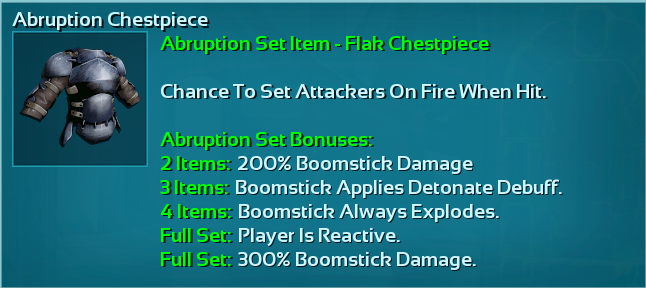 Abruption Chestpiece
Abruption Set Item - Flak Chestpiece
Chance To Set Attackers On Fire When Hit.
Abruption Set Bonuses:
2 Items: 200% Boomstick Damage
3 Items: Boomstick Applies Detonate Debuff.
4 Items: Boomstick Always Explodes.
Full Set: Player Is Reactive.
Full Set: 300% Boomstick Damage.